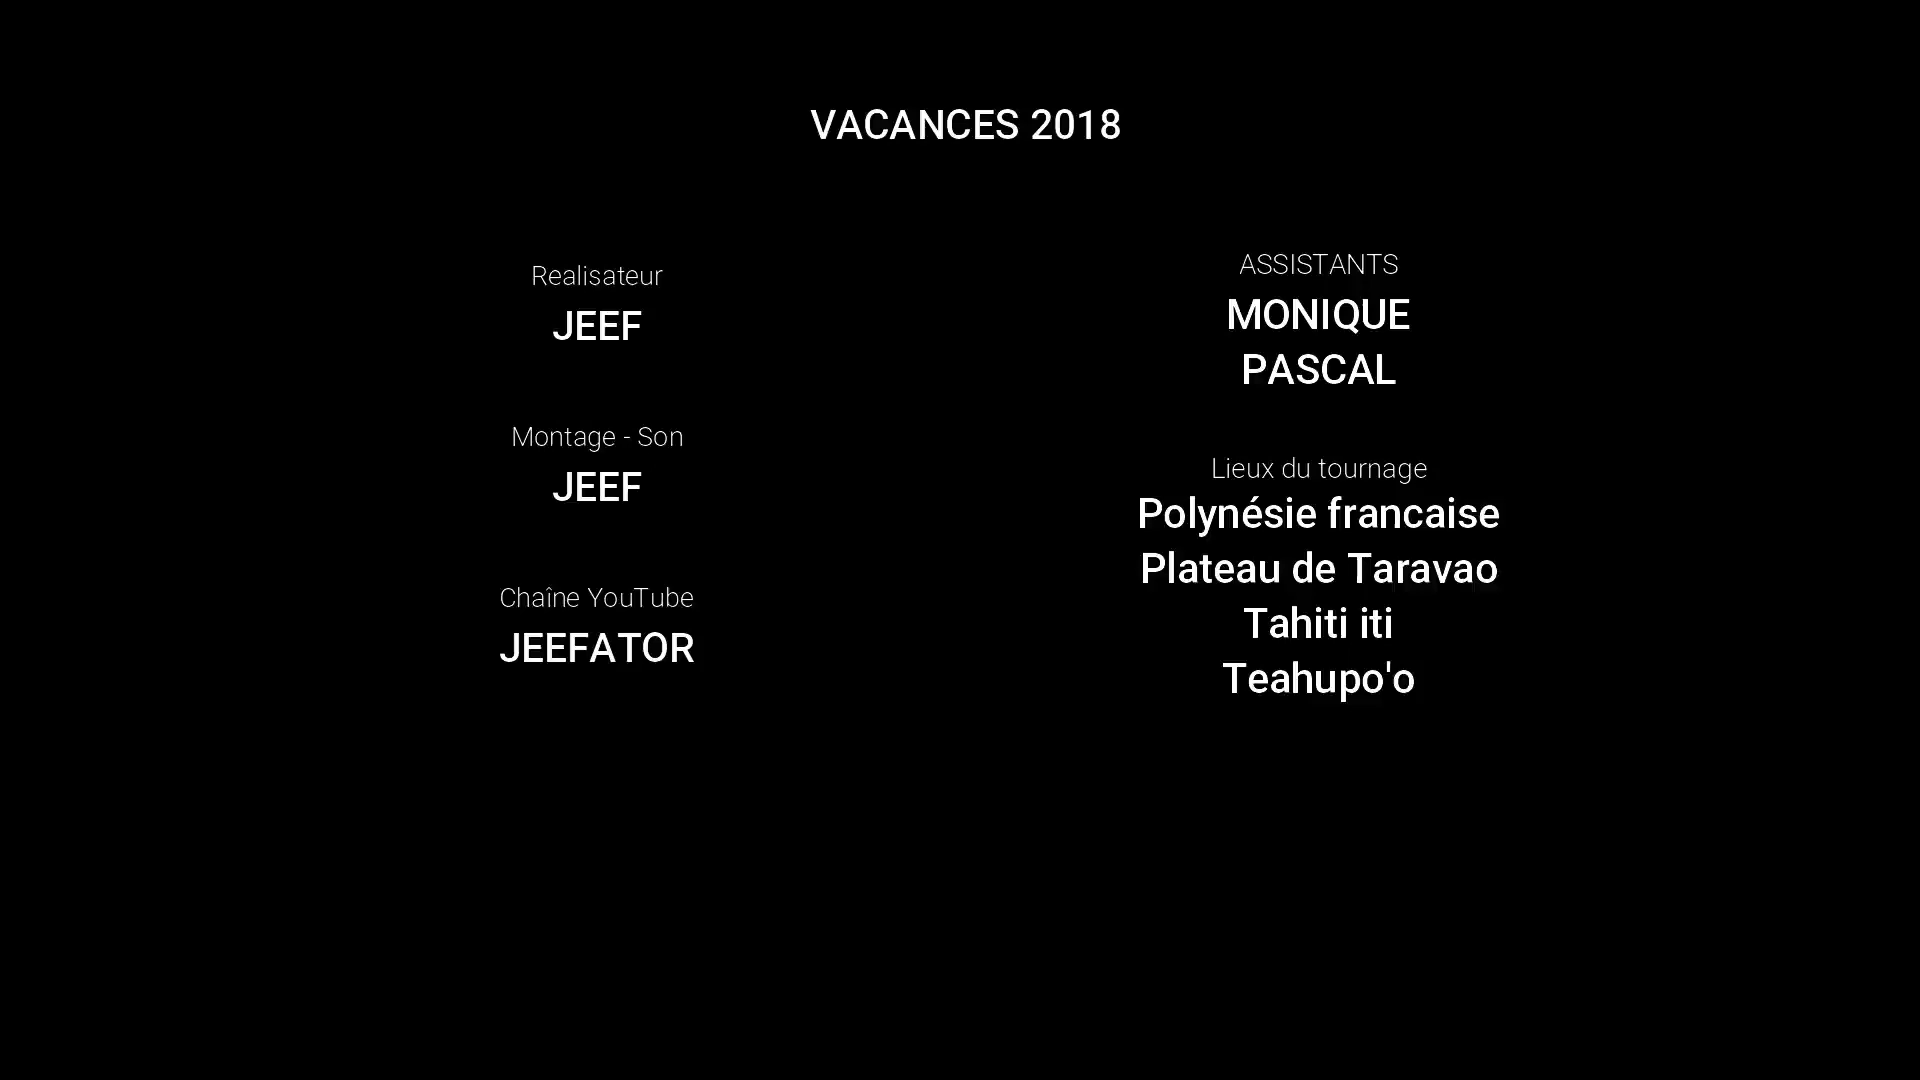 VACANCES 2018
Realisateur
JEEF
Montage - Son
JEEF
Chaîne YouTube
JEEFATOR
ASSISTANTS
MONIQUE
PASCAL
Lieux du tournage
Polynésie francaise
Plateau de Taravao
Tahiti iti
Teahupo'o